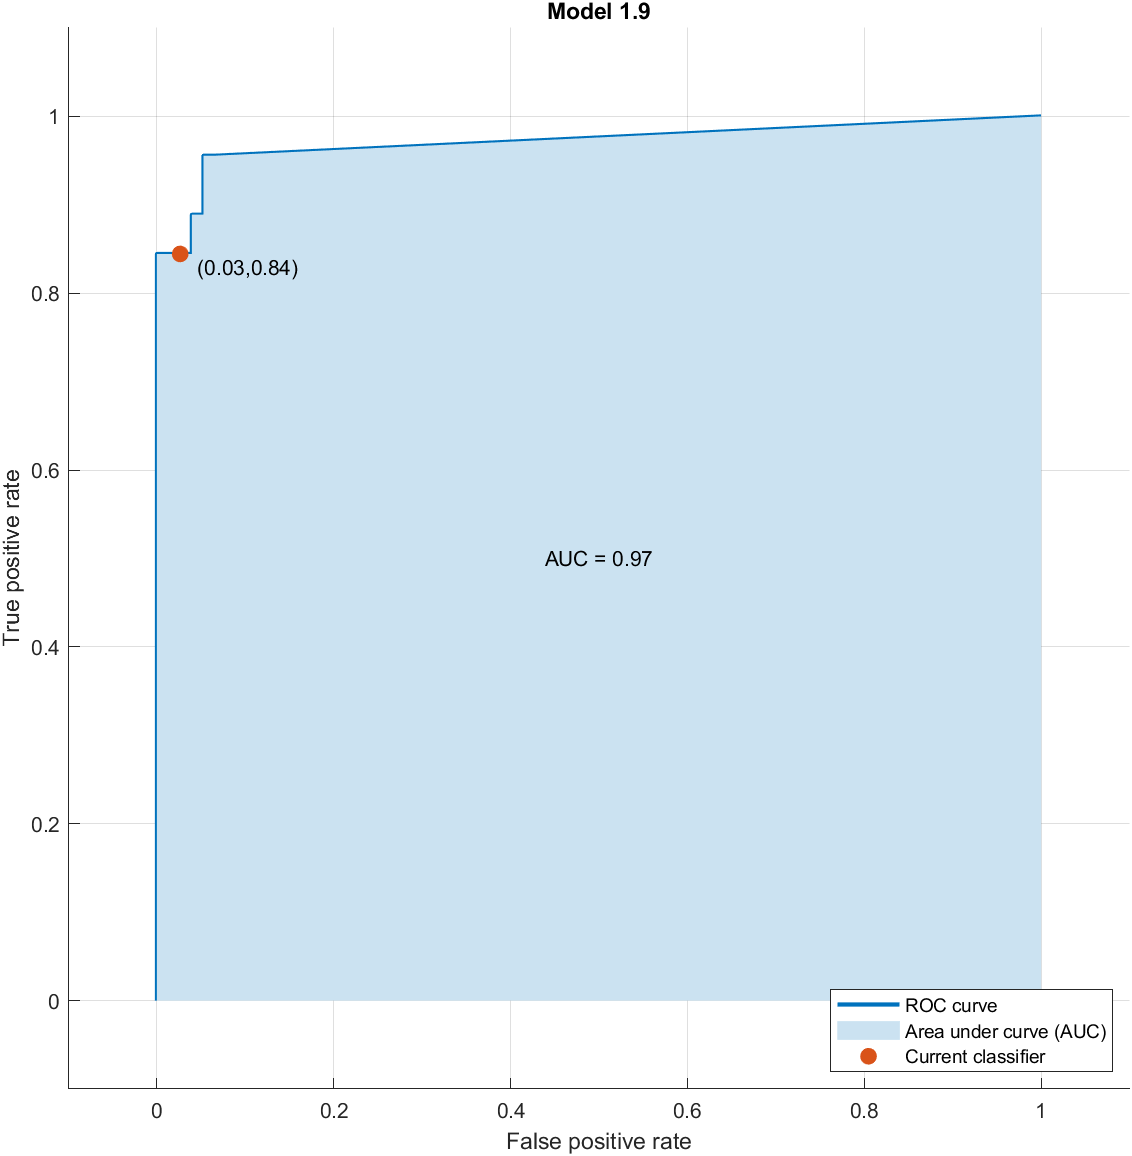 Model 1.9
True positive rate
1
0.8
0.6
0.4
0.2
0
(0.03,0.84)
AUC = 0.97
ROC curve
Area under curve (AUC)
Current classifier
0 0.2 0.4 0.6 0.8 1
False positive rate